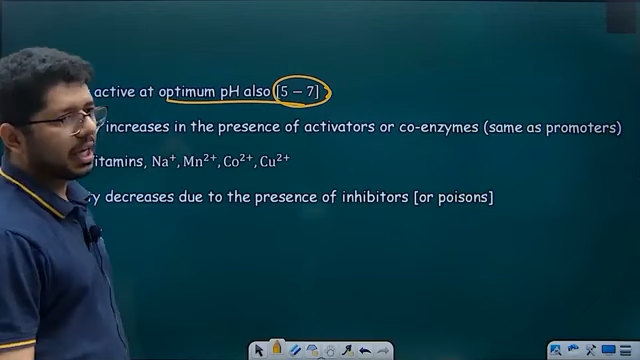 active at optimum pH also [5 – 7]
increases in the presence of activators or co-enzymes (same as promoters)
itamins, Na⁺, Mn²⁺, Co²⁺, Cu²⁺
ty decreases due to the presence of inhibitors [or poisons]